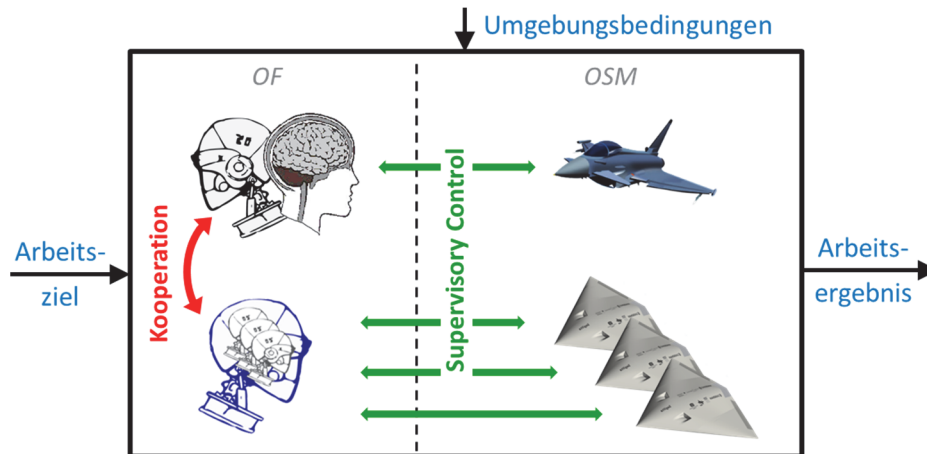 Umgebungsbedingungen
OF
OSM
Arbeits-
ziel
Kooperation
Supervisory Control
Arbeits-
ergebnis